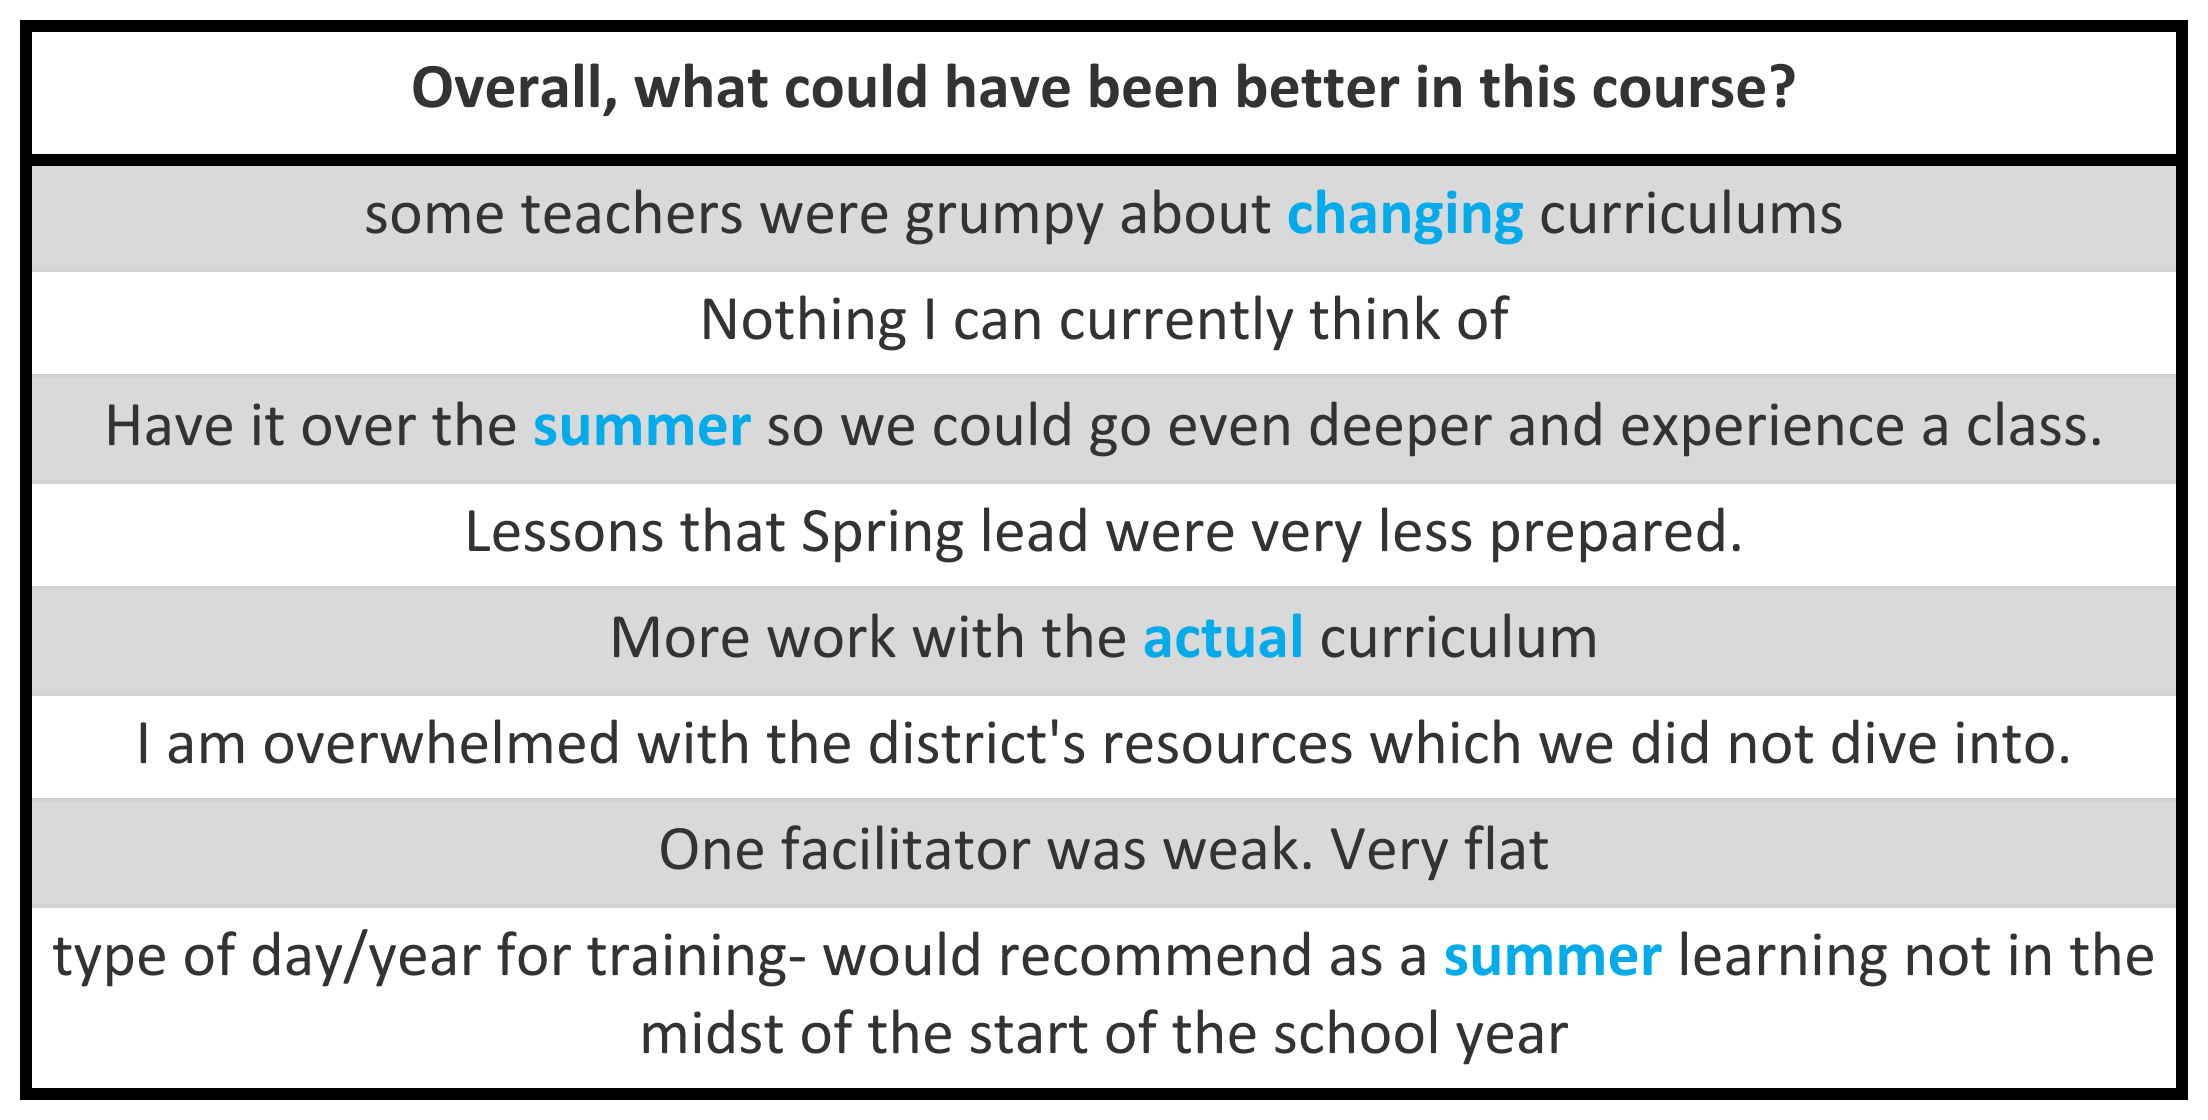 Overall, what could have been better in this course?
some teachers were grumpy about changing curriculums
Nothing I can currently think of
Have it over the summer so we could go even deeper and experience a class.
Lessons that Spring lead were very less prepared.
More work with the actual curriculum
I am overwhelmed with the district's resources which we did not dive into.
One facilitator was weak. Very flat
type of day/year for training- would recommend as a summer learning not in the
midst of the start of the school year